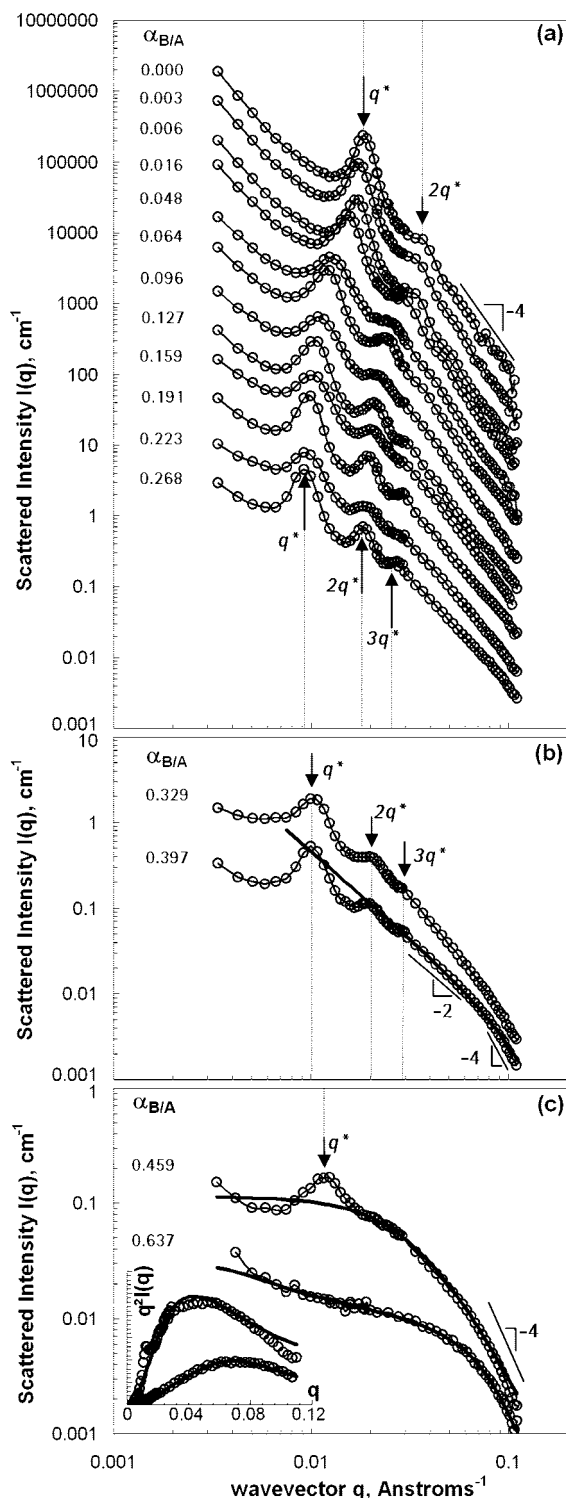 (a)
αB/A
10000000
1000000
100000
10000
1000
100
10
1
0.1
0.01
0.001
0.000
0.003
0.006
0.016
0.048
0.064
0.096
0.127
0.159
0.191
0.223
0.268
q*
2q*
−4
q*
2q*
3q*
Scattered Intensity I(q), cm-1
(b)
αB/A
10
1
0.1
0.01
0.001
0.329
0.397
q*
2q*
3q*
−2
−4
Scattered Intensity I(q), cm-1
(c)
αB/A
1
0.1
0.01
0.001
0.459
0.637
q*
−4
q2I(q)
q
0
0.04
0.08
0.12
Scattered Intensity I(q), cm-1
0.001
0.01
0.1
wavevector q, Anstroms-1